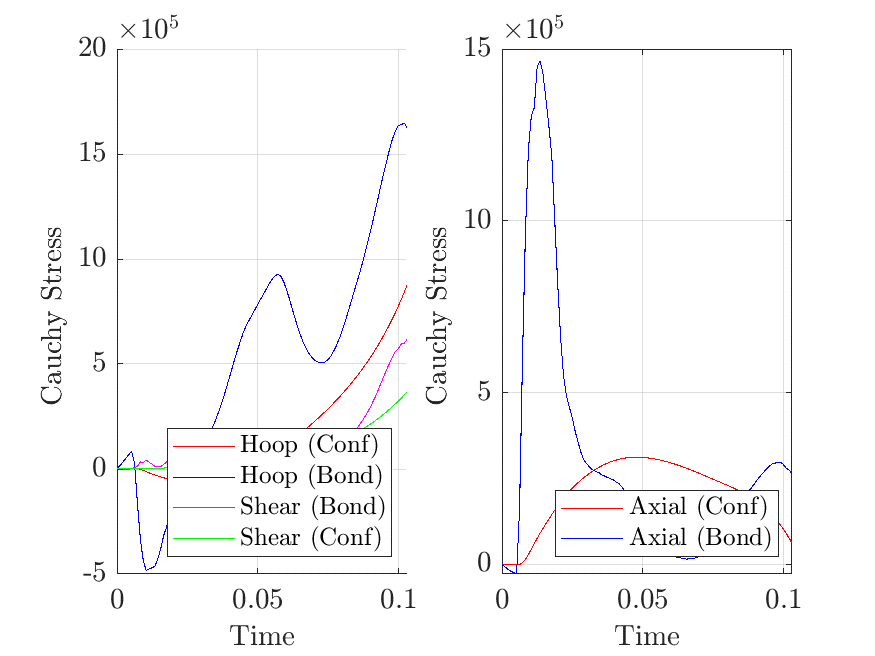 ×10⁵
20
15
10
5
0
-5
0
0.05
0.1
Cauchy Stress
Time
Hoop (Conf)
Hoop (Bond)
Shear (Bond)
Shear (Conf)
×10⁵
15
10
5
0
0
0.05
0.1
Cauchy Stress
Time
Axial (Conf)
Axial (Bond)